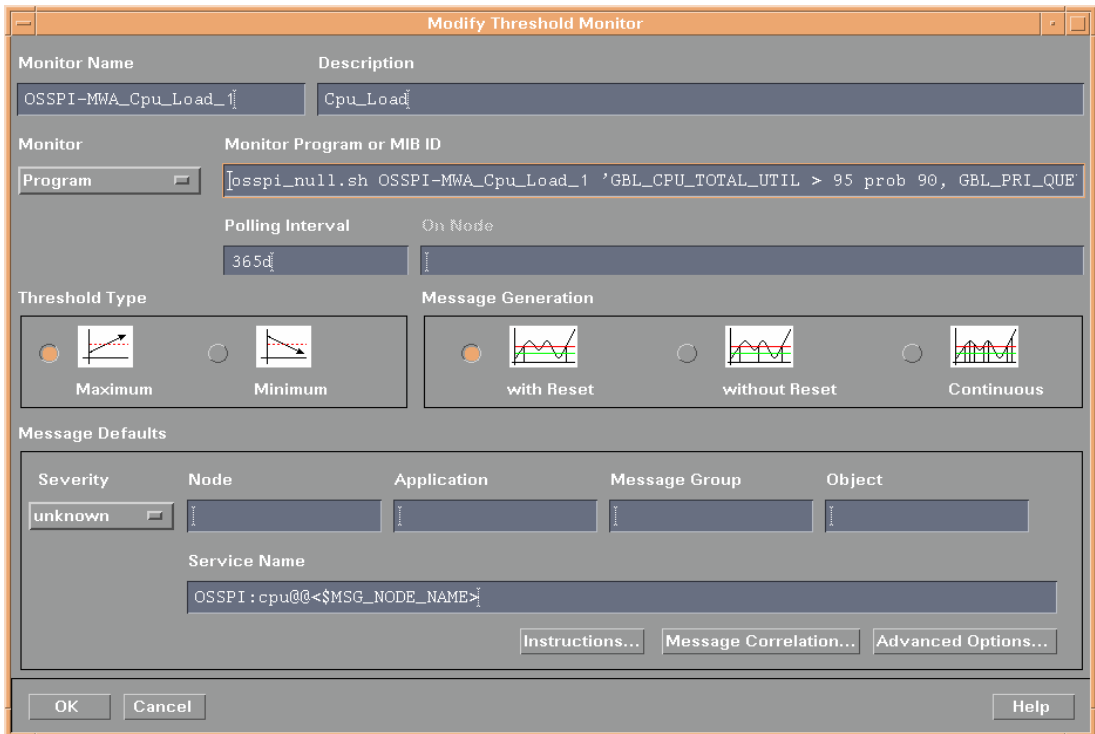 Modify Threshold Monitor
Monitor Name Description
OSSPI-MWA_Cpu_Load_1 Cpu_Load
Monitor Monitor Program or MIB ID
Program osspi_null.sh OSSPI-MWA_Cpu_Load_1 'GBL_CPU_TOTAL_UTIL > 95 prob 90, GBL_PRI_QUE
Polling Interval On Node
365d
Threshold Type Message Generation
Maximum Minimum with Reset without Reset Continuous
Message Defaults
Severity Node Application Message Group Object
unknown
Service Name
OSSPI:cpu@@<$MSG_NODE_NAME>
Instructions... Message Correlation... Advanced Options...
OK Cancel Help